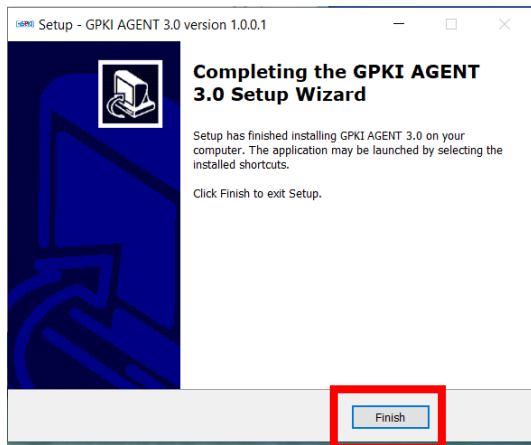 GPKI Setup - GPKI AGENT 3.0 version 1.0.0.1
Completing the GPKI AGENT
3.0 Setup Wizard
Setup has finished installing GPKI AGENT 3.0 on your
computer. The application may be launched by selecting the
installed shortcuts.
Click Finish to exit Setup.
Finish